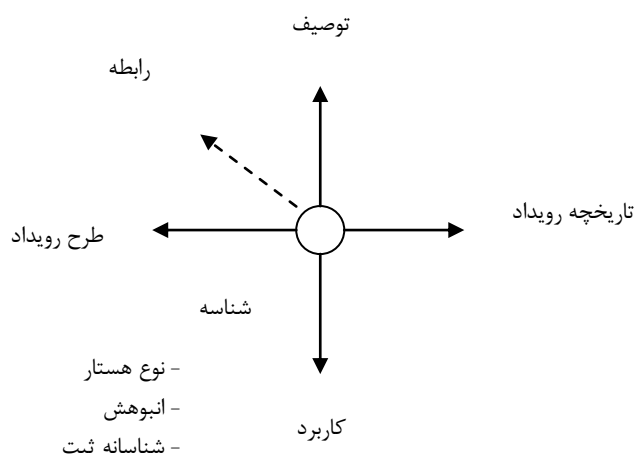 توصیف
رابطه
تاریخچه رویداد
طرح رویداد
شناسه
- نوع هستار
- انبوهش
- شناسانه ثبت
کاربرد